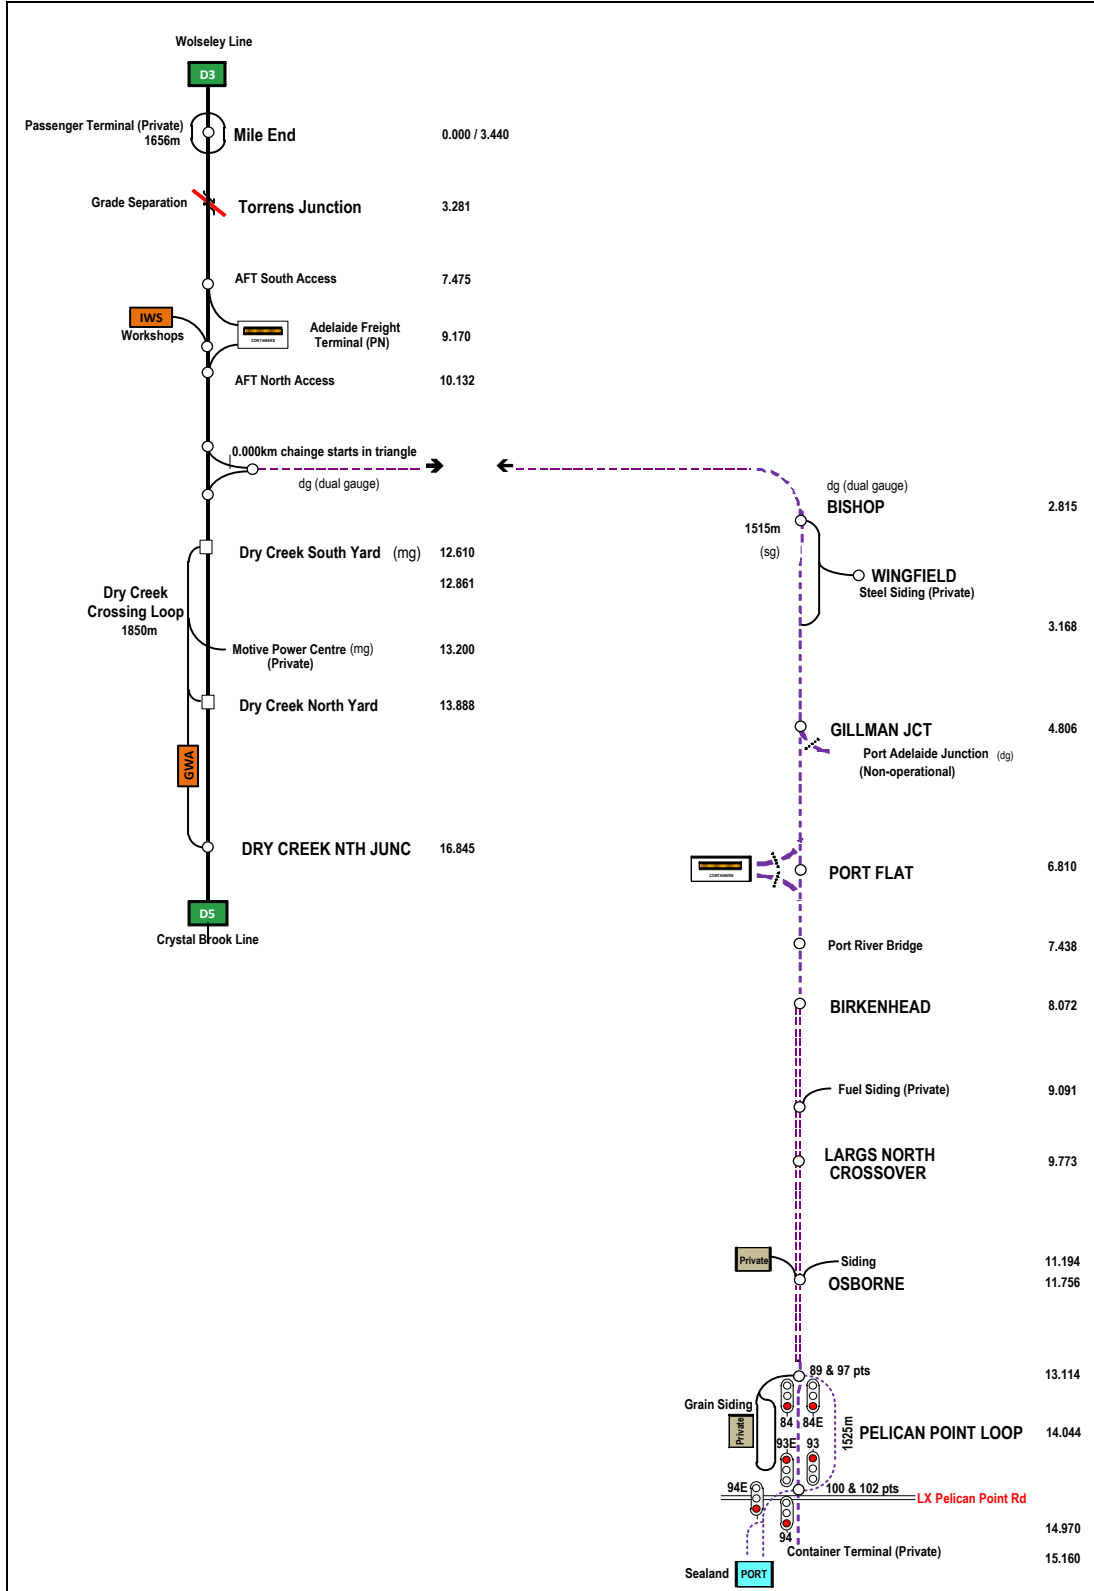 Wolseley Line
D3
Passenger Terminal (Private)
1656m
Mile End
0.000 / 3.440
Grade Separation
Torrens Junction
3.281
AFT South Access
7.475
IWS
Workshops
CONTAINERS
Adelaide Freight
Terminal (PN)
9.170
AFT North Access
10.132
0.000km chainge starts in triangle
dg (dual gauge)
Dry Creek South Yard (mg)
12.610
12.861
Dry Creek
Crossing Loop
1850m
Motive Power Centre (mg)
(Private)
13.200
Dry Creek North Yard
13.888
GWA
DRY CREEK NTH JUNC
16.845
D5
Crystal Brook Line
dg (dual gauge)
BISHOP
2.815
1515m
(sg)
WINGFIELD
Steel Siding (Private)
3.168
GILLMAN JCT
4.806
Port Adelaide Junction (dg)
(Non-operational)
CONTAINERS
PORT FLAT
6.810
Port River Bridge
7.438
BIRKENHEAD
8.072
Fuel Siding (Private)
9.091
LARGS NORTH
CROSSOVER
9.773
Private
Siding
11.194
OSBORNE
11.756
89 & 97 pts
13.114
Grain Siding
Private
84 84E
1525m
PELICAN POINT LOOP
14.044
93E 93
94E
100 & 102 pts
LX Pelican Point Rd
94
14.970
Container Terminal (Private)
15.160
Sealand
PORT